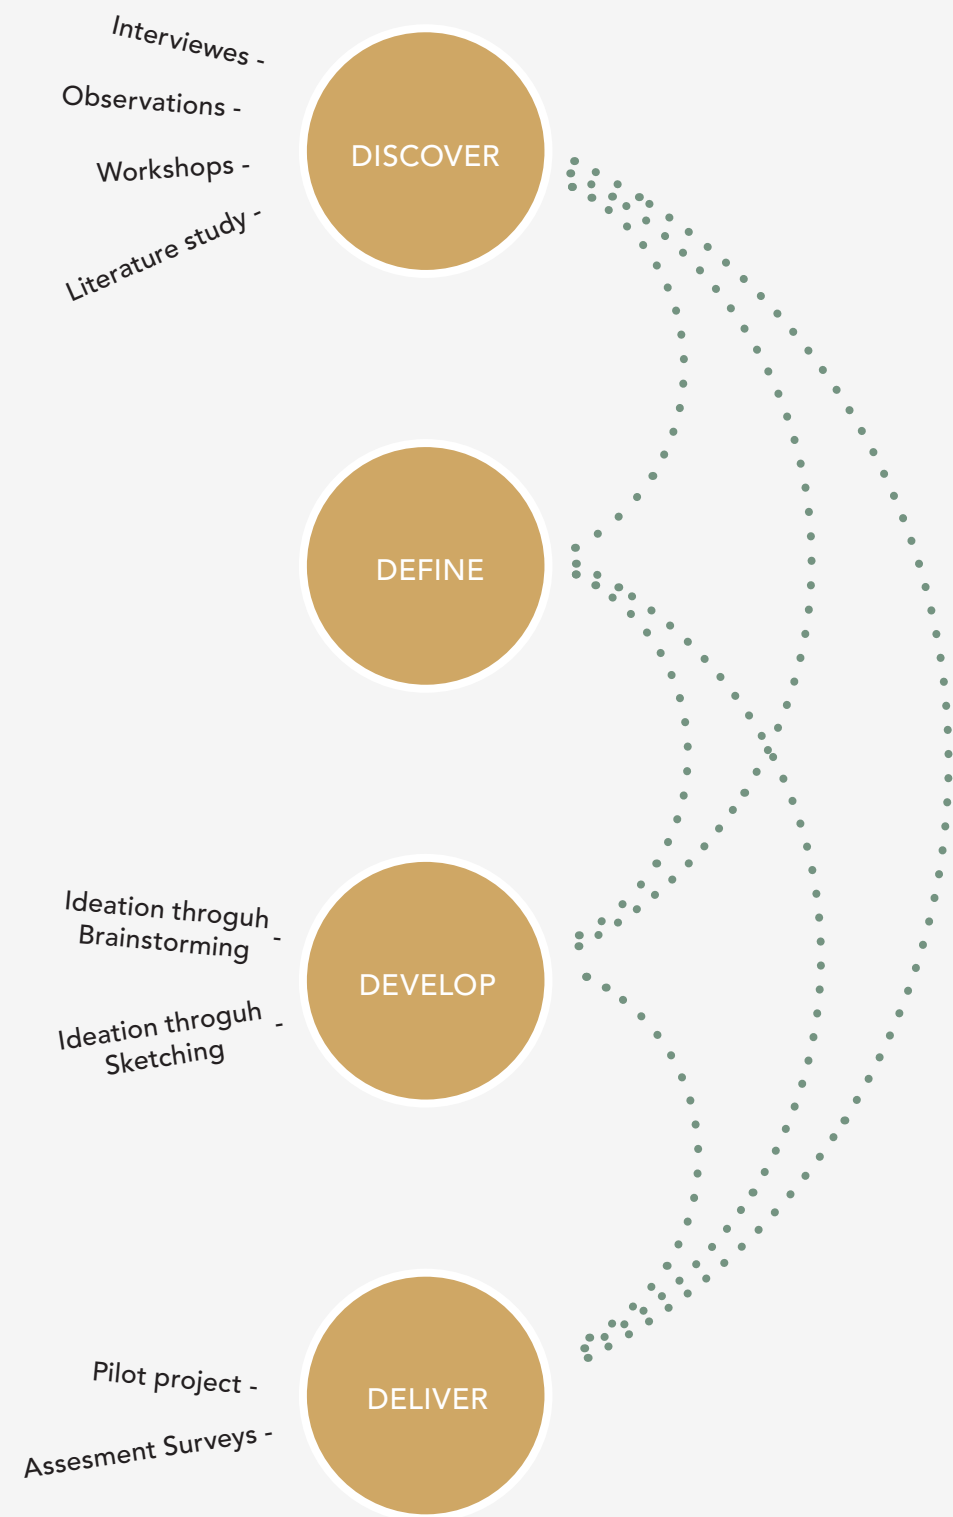 Interviewes -
Observations -
Workshops -
Literature study -
DISCOVER
DEFINE
Ideation throguh
Brainstorming -
Ideation throguh -
Sketching
DEVELOP
Pilot project -
Assesment Surveys -
DELIVER